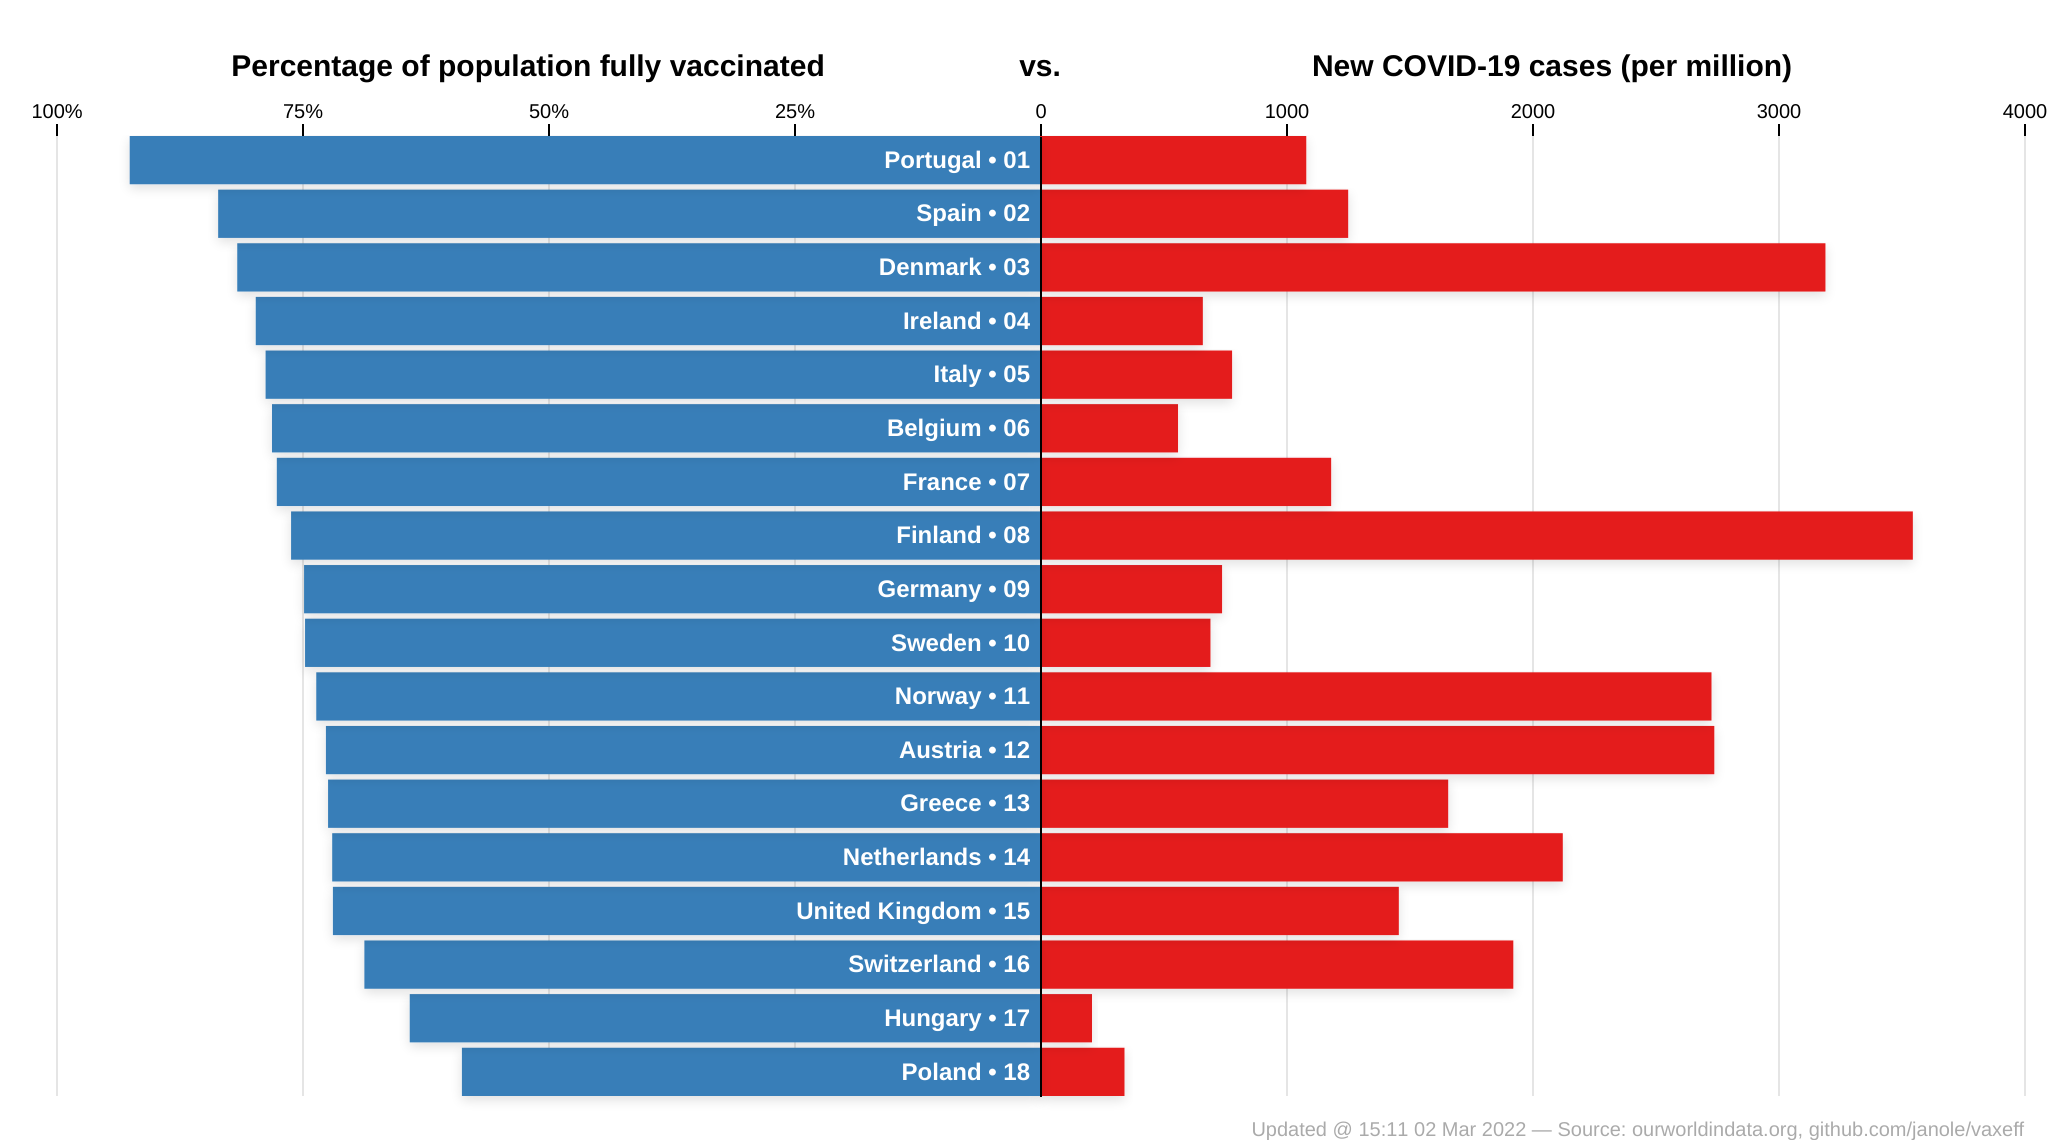 Percentage of population fully vaccinated vs. New COVID-19 cases (per million)
100% 75% 50% 25% 0 1000 2000 3000 4000
Portugal • 01
Spain • 02
Denmark • 03
Ireland • 04
Italy • 05
Belgium • 06
France • 07
Finland • 08
Germany • 09
Sweden • 10
Norway • 11
Austria • 12
Greece • 13
Netherlands • 14
United Kingdom • 15
Switzerland • 16
Hungary • 17
Poland • 18
Updated @ 15:11 02 Mar 2022 — Source: ourworldindata.org, github.com/janole/vaxeff